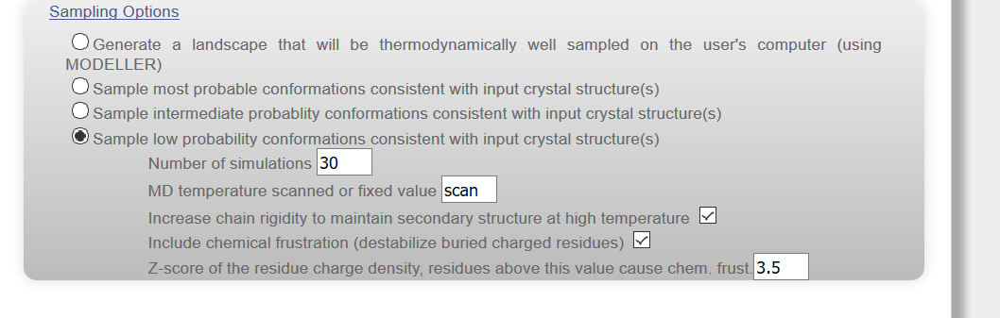 Sampling Options
Generate a landscape that will be thermodynamically well sampled on the user's computer (using
MODELLER)
Sample most probable conformations consistent with input crystal structure(s)
Sample intermediate probablity conformations consistent with input crystal structure(s)
Sample low probability conformations consistent with input crystal structure(s)
Number of simulations 30
MD temperature scanned or fixed value scan
Increase chain rigidity to maintain secondary structure at high temperature
Include chemical frustration (destabilize buried charged residues)
Z-score of the residue charge density, residues above this value cause chem. frust. 3.5